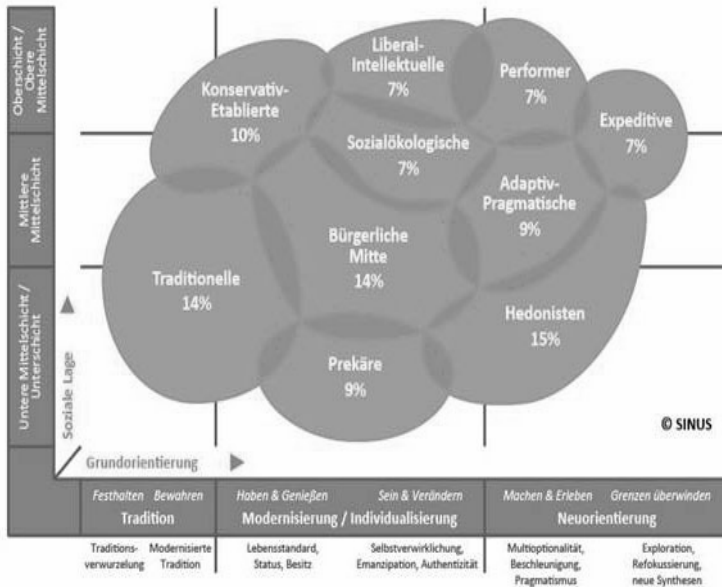 Oberschicht /
Obere
Mittelschicht
Mittlere
Mittelschicht
Untere Mittelschicht /
Unterschicht
Soziale Lage
Konservativ-
Etablierte
10%
Liberal-
Intellektuelle
7%
Performer
7%
Expeditive
7%
Sozialökologische
7%
Adaptiv-
Pragmatische
9%
Traditionelle
14%
Bürgerliche
Mitte
14%
Hedonisten
15%
Prekäre
9%
© SINUS
Grundorientierung
Festhalten Bewahren
Tradition
Haben & Genießen Sein & Verändern
Modernisierung / Individualisierung
Machen & Erleben Grenzen überwinden
Neuorientierung
Traditions-
verwurzelung
Modernisierte
Tradition
Lebensstandard,
Status, Besitz
Selbstverwirklichung,
Emanzipation, Authentizität
Multioptionalität,
Beschleunigung,
Pragmatismus
Exploration,
Refokussierung,
neue Synthesen